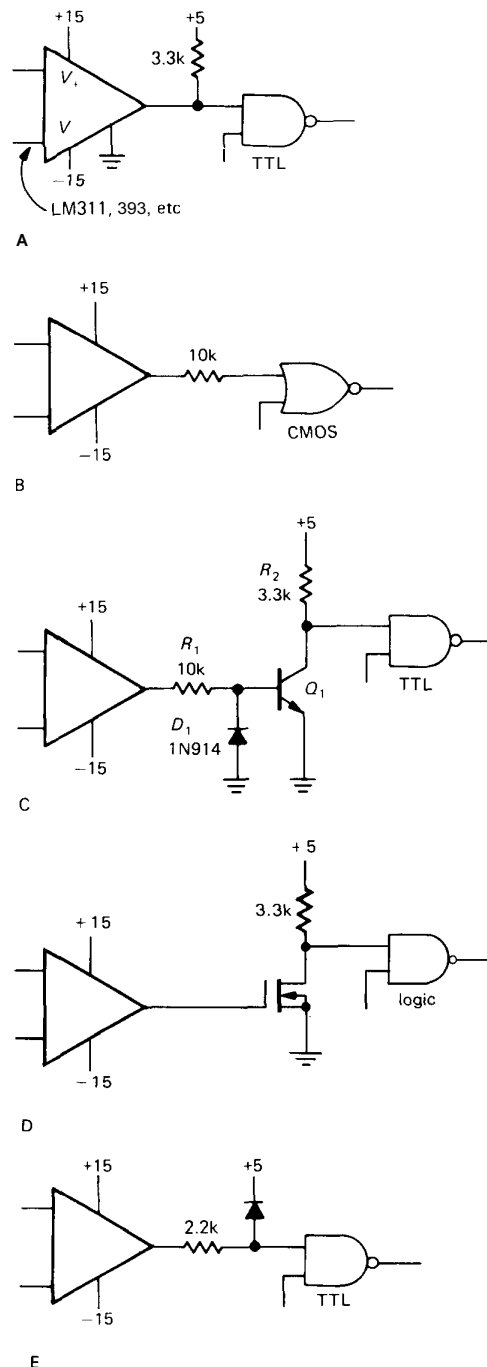 +15
+5
3.3k
V+
V
-15
TTL
LM311, 393, etc
A
+15
10k
-15
CMOS
B
+5
R2
3.3k
+15
R1
10k
Q1
TTL
D1
1N914
-15
C
+ 5
3.3k
+ 15
logic
- 15
D
+15
+5
2.2k
TTL
-15
E